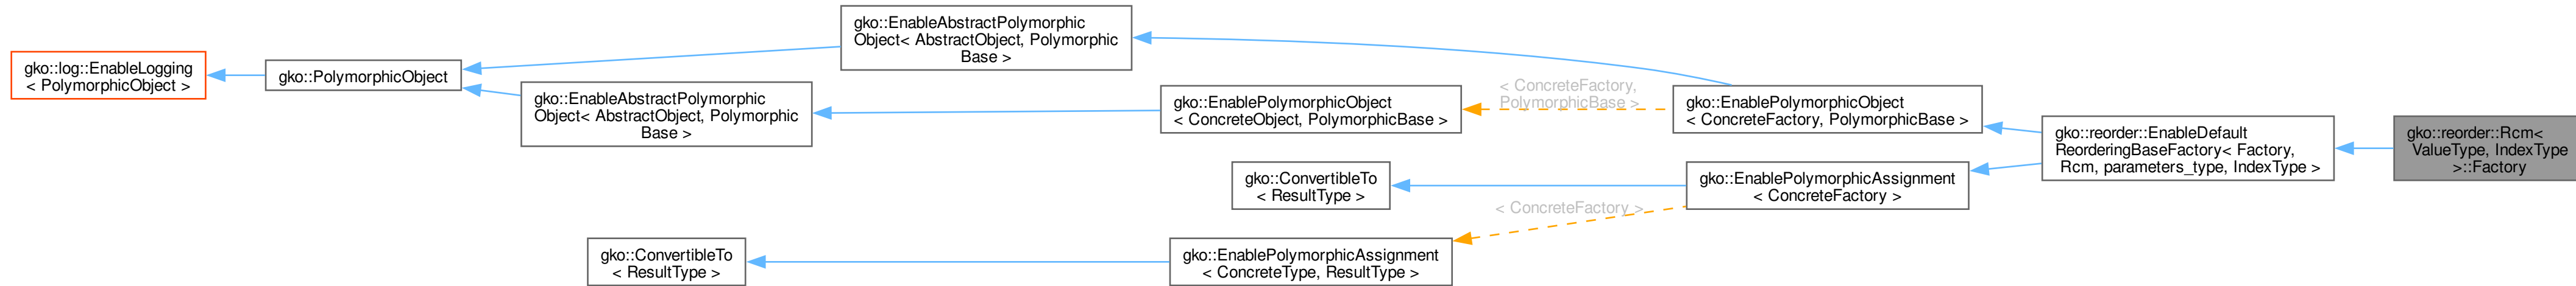 gko::log::EnableLogging
< PolymorphicObject >
gko::PolymorphicObject
gko::EnableAbstractPolymorphic
Object< AbstractObject, Polymorphic
Base >
gko::EnableAbstractPolymorphic
Object< AbstractObject, Polymorphic
Base >
gko::EnablePolymorphicObject
< ConcreteObject, PolymorphicBase >
< ConcreteFactory,
PolymorphicBase >
gko::EnablePolymorphicObject
< ConcreteFactory, PolymorphicBase >
gko::ConvertibleTo
< ResultType >
gko::EnablePolymorphicAssignment
< ConcreteFactory >
< ConcreteFactory >
gko::ConvertibleTo
< ResultType >
gko::EnablePolymorphicAssignment
< ConcreteType, ResultType >
gko::reorder::EnableDefault
ReorderingBaseFactory< Factory,
Rcm, parameters_type, IndexType >
gko::reorder::Rcm<
ValueType, IndexType
>::Factory